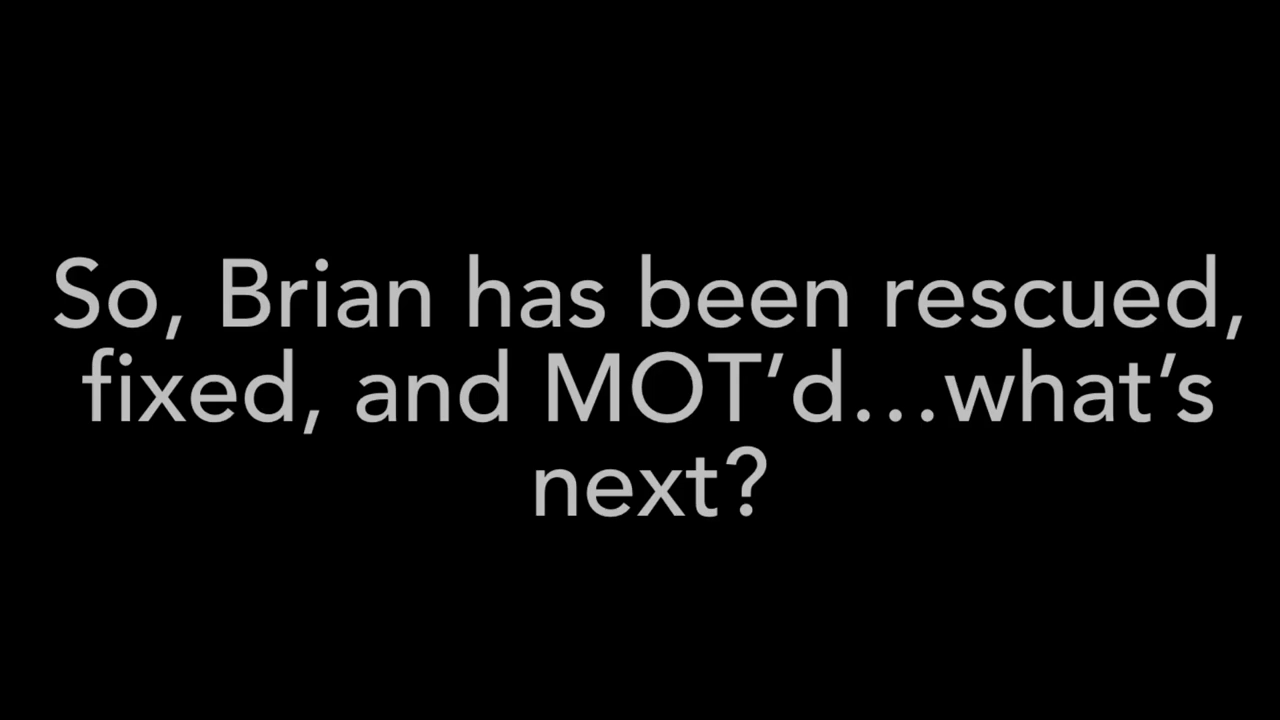 So, Brian has been rescued,
fixed, and MOT’d…what’s
next?